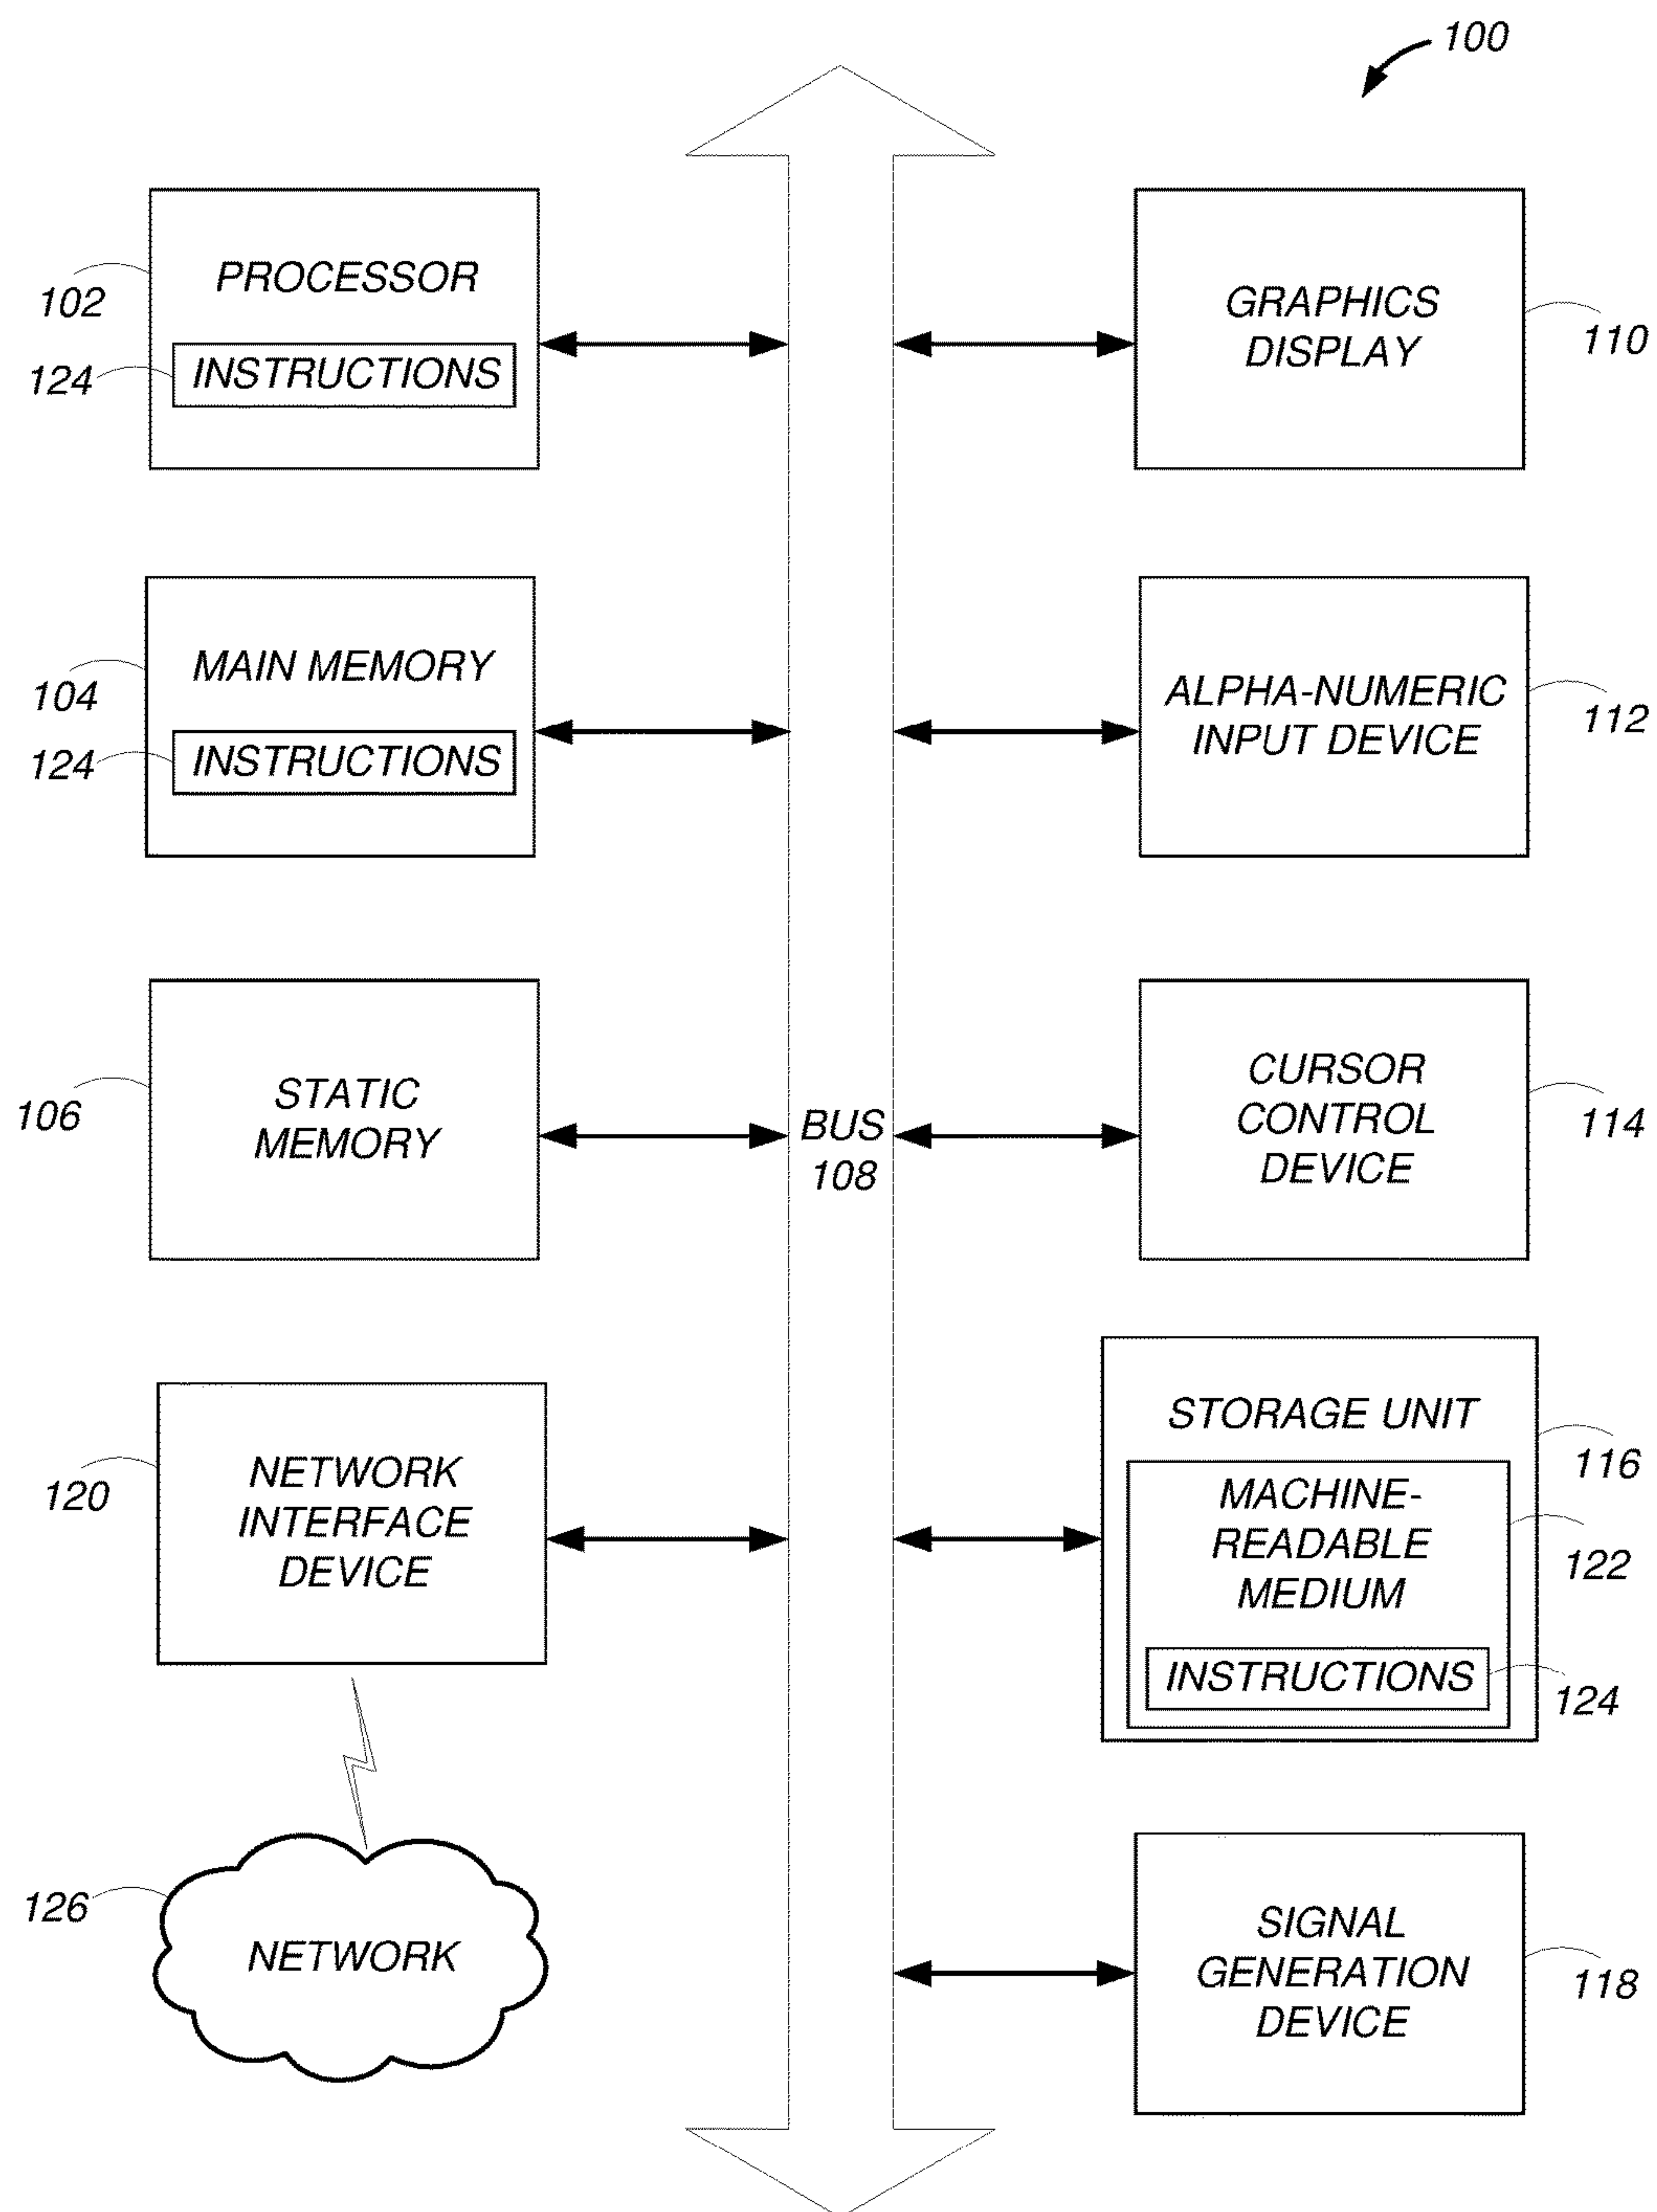 100
PROCESSOR
102
INSTRUCTIONS
124
GRAPHICS
DISPLAY
110
MAIN MEMORY
104
INSTRUCTIONS
124
ALPHA-NUMERIC
INPUT DEVICE
112
STATIC
MEMORY
106
BUS
108
CURSOR
CONTROL
DEVICE
114
NETWORK
INTERFACE
DEVICE
120
STORAGE UNIT
116
MACHINE-
READABLE
MEDIUM
122
INSTRUCTIONS
124
126
NETWORK
SIGNAL
GENERATION
DEVICE
118